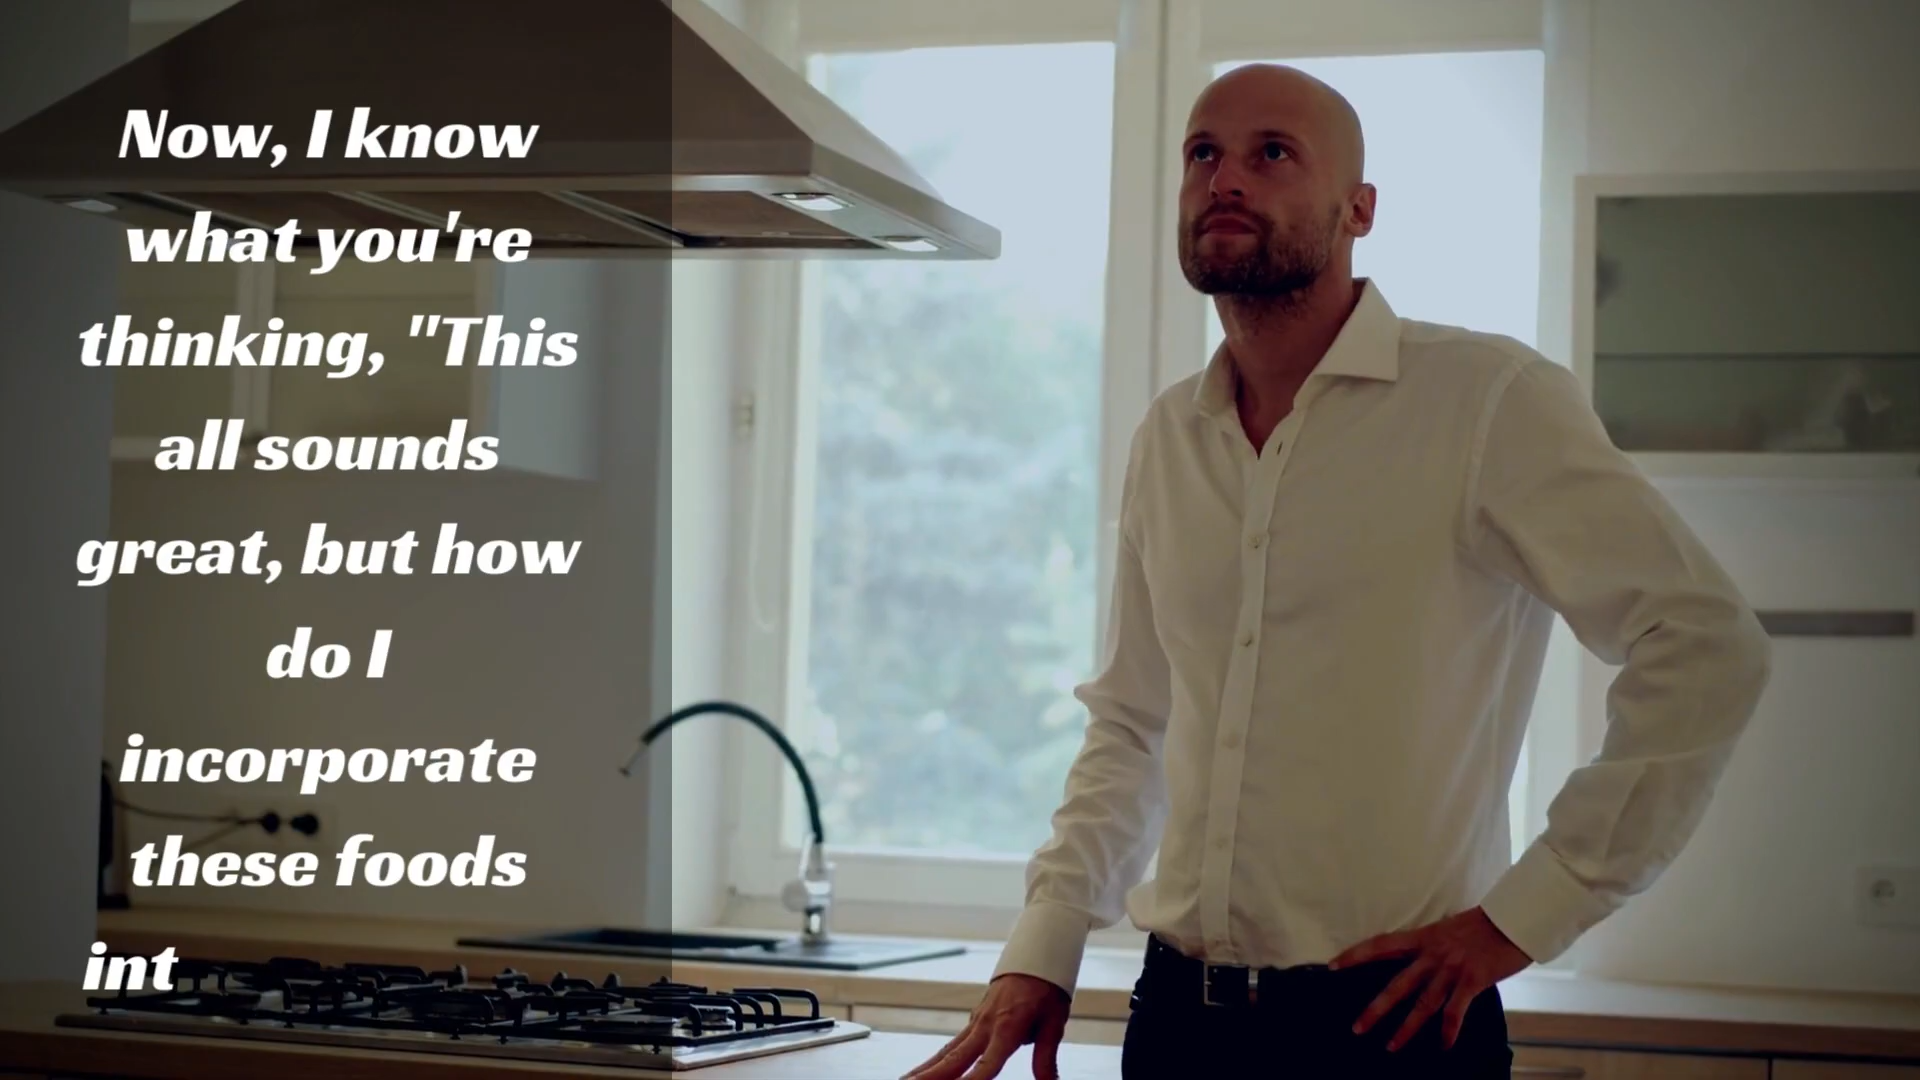 Now, I know
what you're
thinking, "This
all sounds
great, but how
do I
incorporate
these foods
int